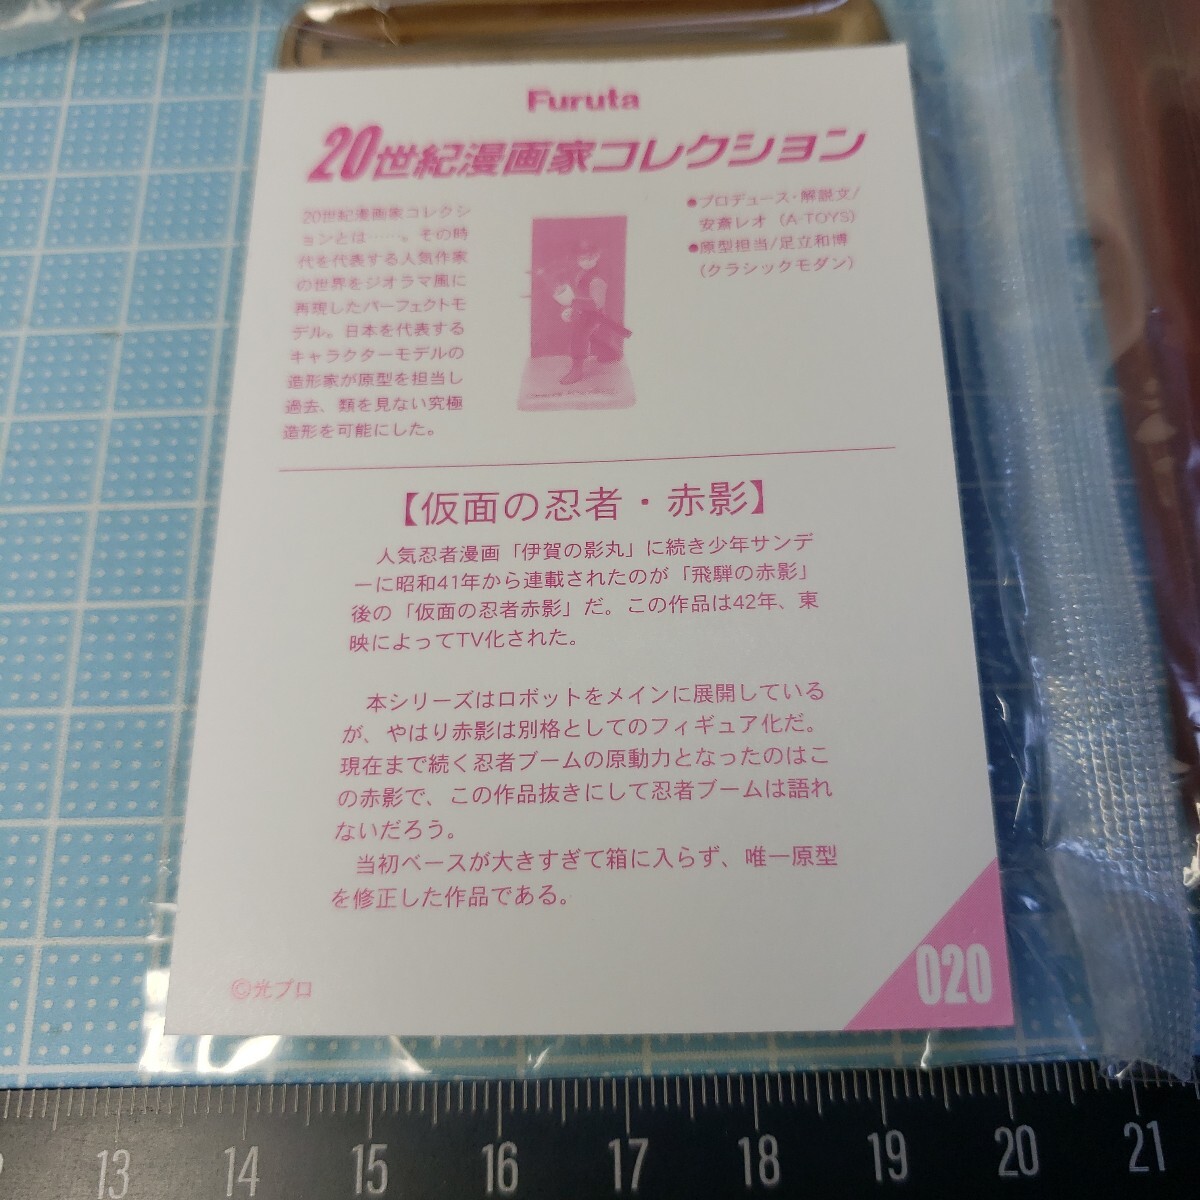 Furuta
20世紀漫画家コレクション
20世紀漫画家コレクシ
ョンとは……。その時
代を代表する人気作家
の世界をジオラマ風に
再現したパーフェクトモ
デル。日本を代表する
キャラクターモデルの
造形家が原型を担当し
過去、類を見ない究極
造形を可能にした。
●プロデュース・解説文/
安斎レオ（A-TOYS）
●原型担当/足立和博
（クラシックモダン）
【仮面の忍者・赤影】
人気忍者漫画「伊賀の影丸」に続き少年サンデ
ーに昭和41年から連載されたのが「飛騨の赤影」
後の「仮面の忍者赤影」だ。この作品は42年、東
映によってTV化された。
本シリーズはロボットをメインに展開している
が、やはり赤影は別格としてのフィギュア化だ。
現在まで続く忍者ブームの原動力となったのはこ
の赤影で、この作品抜きにして忍者ブームは語れ
ないだろう。
当初ベースが大きすぎて箱に入らず、唯一原型
を修正した作品である。
©光プロ
020
13 14 15 16 17 18 19 20 21